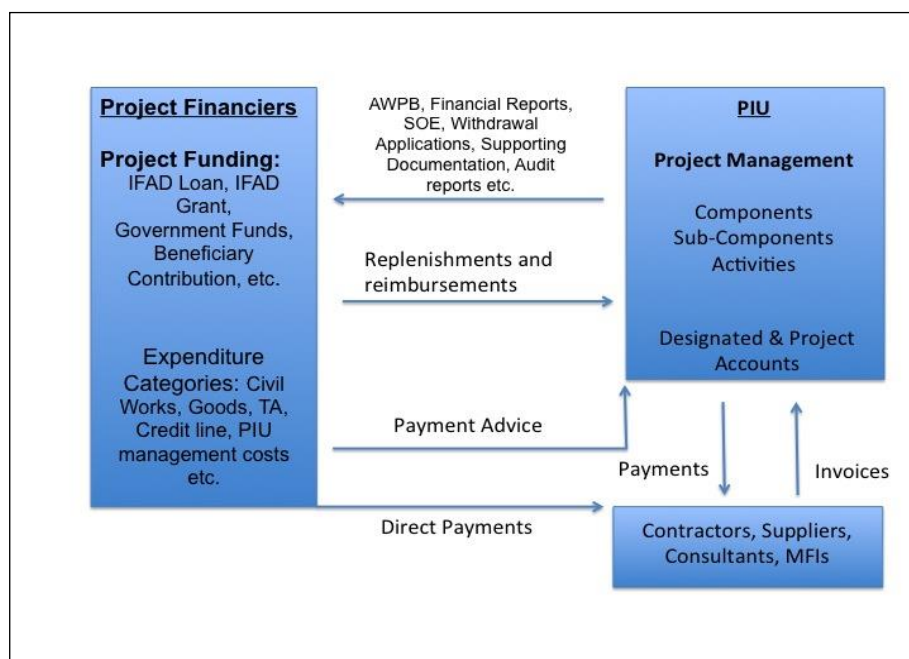 Project Financiers
Project Funding:
IFAD Loan, IFAD
Grant,
Government Funds,
Beneficiary
Contribution, etc.
Expenditure
Categories: Civil
Works, Goods, TA,
Credit line, PIU
management costs
etc.
AWPB, Financial Reports,
SOE, Withdrawal
Applications, Supporting
Documentation, Audit
reports etc.
Replenishments and
reimbursements
Payment Advice
Direct Payments
PIU
Project Management
Components
Sub-Components
Activities
Designated & Project
Accounts
Payments
Invoices
Contractors, Suppliers,
Consultants, MFIs